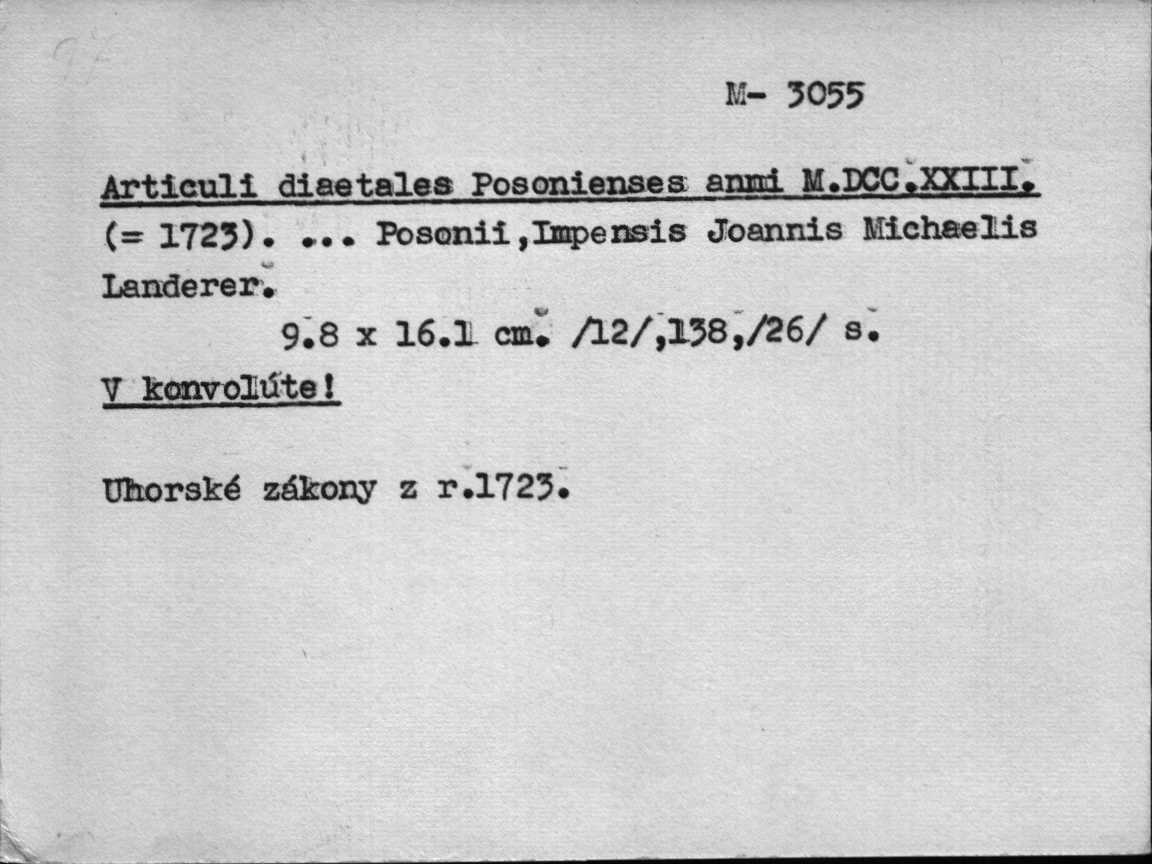 M- 3055
Articuli diaetales Posonienses anni M.DCC.XXIII.
(= 1723). ... Posonii,Impensis Joannis Michaelis
Landerer.
9.8 x 16.1 cm. /12/,138,/26/ s.
V konvolúte!
Uhorské zákony z r.1723.